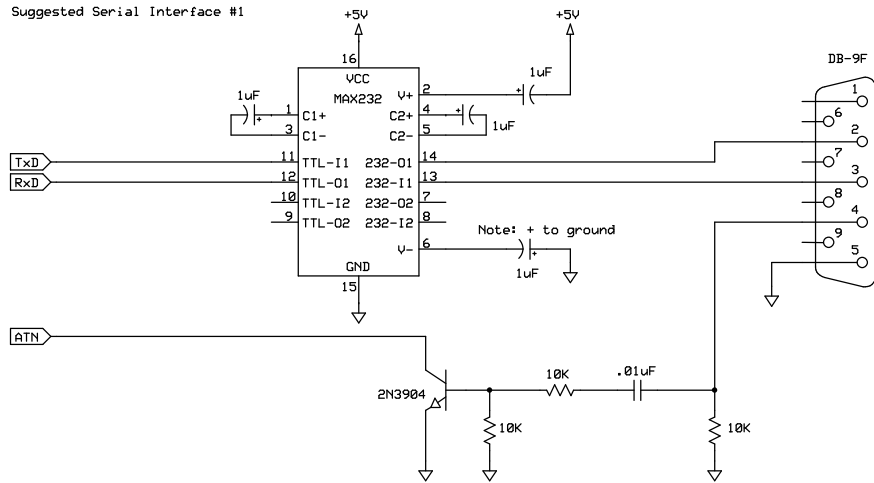 Suggested Serial Interface #1
+5V
+5V
DB-9F
16
VCC
MAX232
1uF
+
1
C1+
3
C1-
V+
2
+
1uF
C2+
4
+
C2-
5
1uF
TxD
11
TTL-I1
232-O1
14
RxD
12
TTL-O1
232-I1
13
10
TTL-I2
232-O2
7
9
TTL-O2
232-I2
8
Note: + to ground
V-
6
+
1uF
GND
15
1
6
2
7
3
8
4
9
5
ATN
2N3904
10K
.01uF
10K
10K